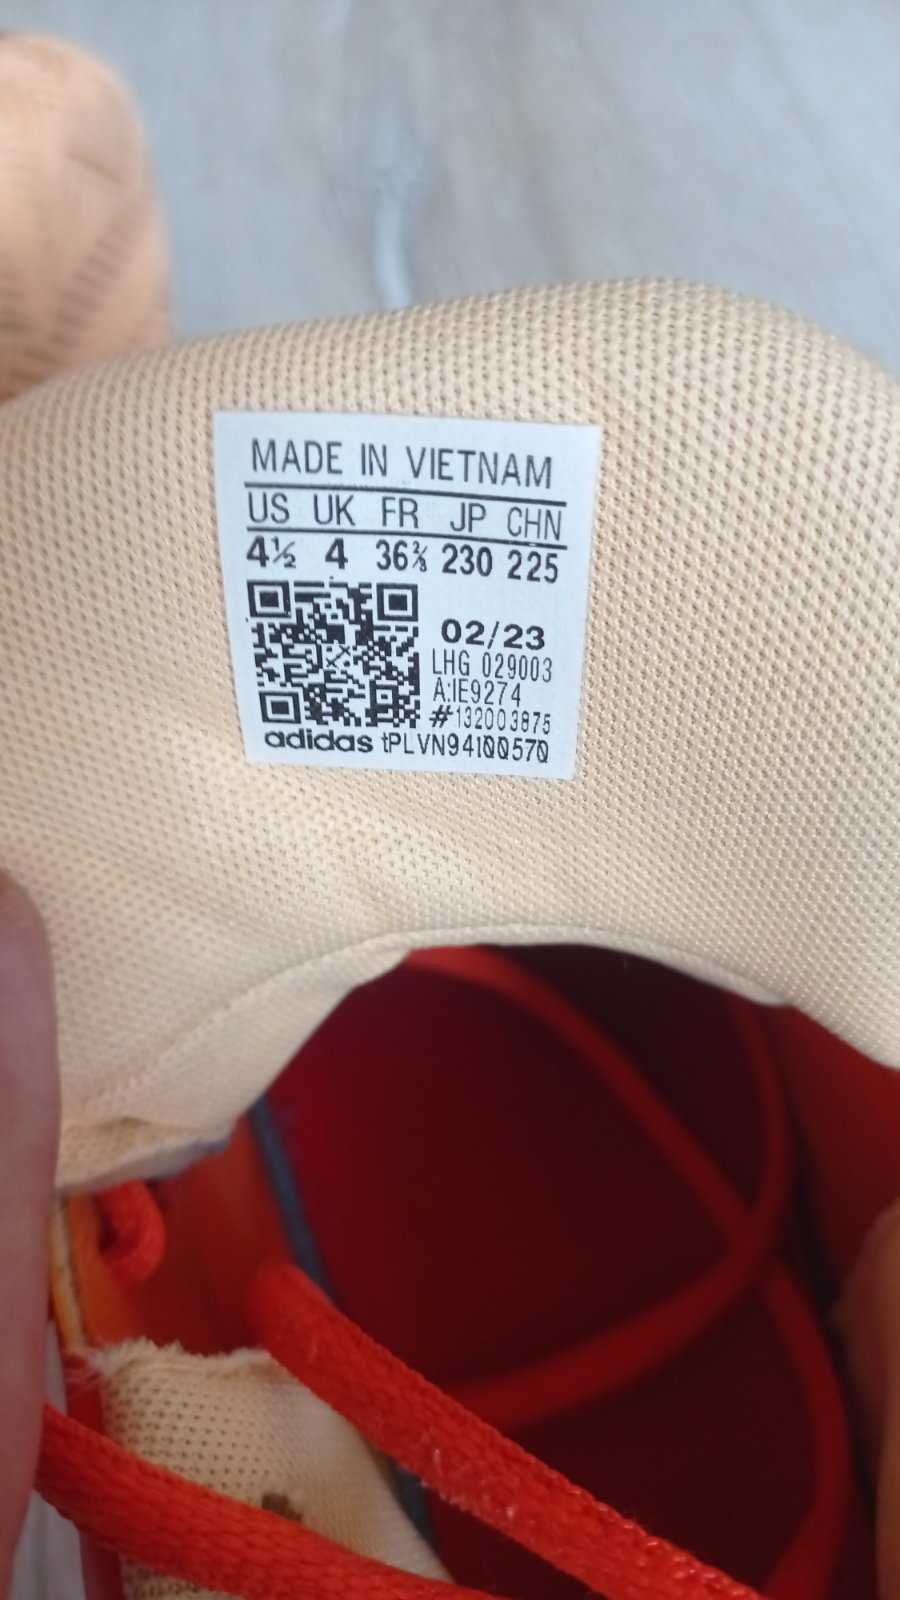 MADE IN VIETNAM
US UK FR JP CHN
4½ 4 36⅔ 230 225
02/23
LHG 029003
A:IE9274
#132003875
adidas tPLVN94100570